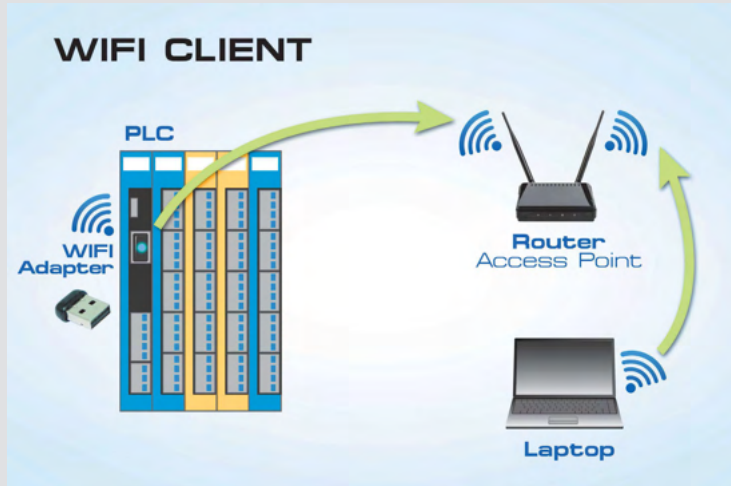 WIFI CLIENT
PLC
WIFI
Adapter
Router
Access Point
Laptop